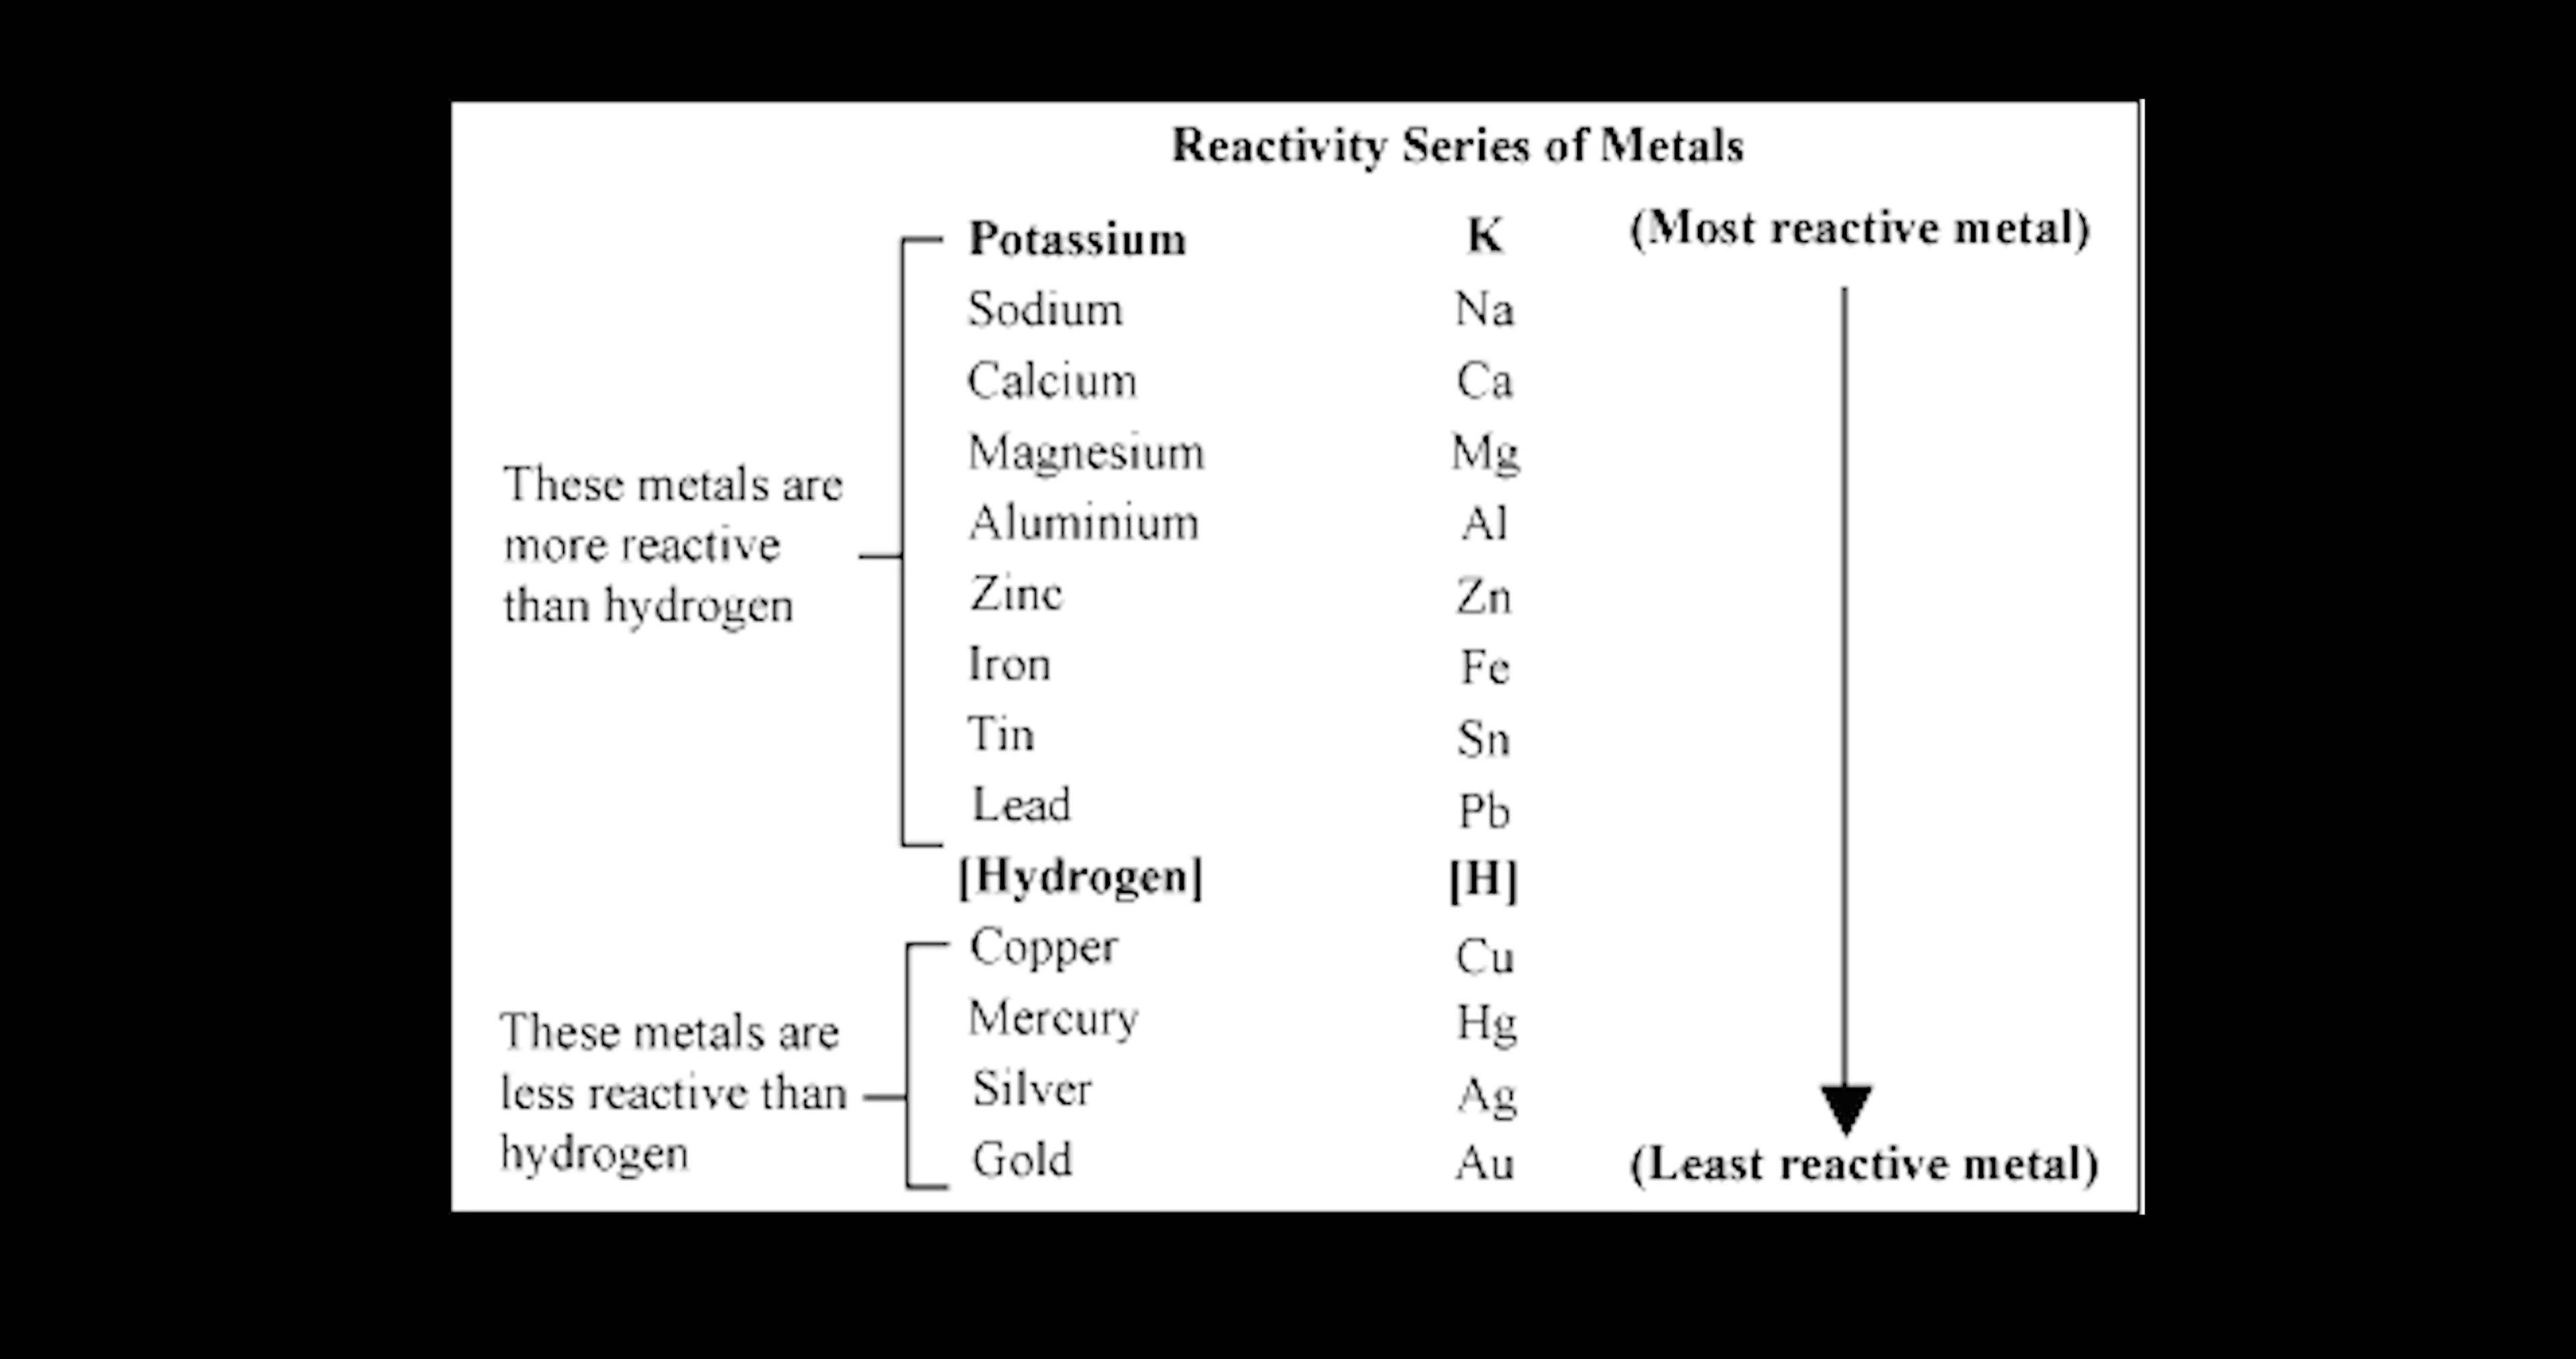 Reactivity Series of Metals
Potassium K (Most reactive metal)
Sodium Na
Calcium Ca
Magnesium Mg
Aluminium Al
Zinc Zn
Iron Fe
Tin Sn
Lead Pb
These metals are
more reactive
than hydrogen
[Hydrogen] [H]
Copper Cu
Mercury Hg
Silver Ag
Gold Au (Least reactive metal)
These metals are
less reactive than
hydrogen